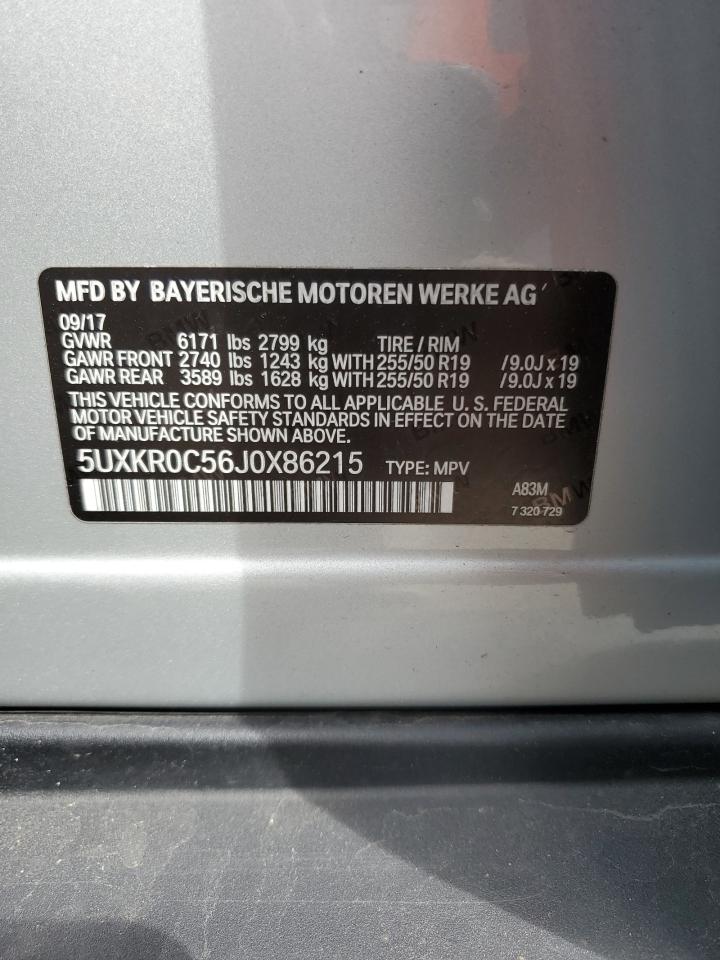 MFD BY BAYERISCHE MOTOREN WERKE AG
09/17
GVWR 6171 lbs 2799 kg TIRE / RIM
GAWR FRONT 2740 lbs 1243 kg WITH 255/50 R19 /9.0J x 19
GAWR REAR 3589 lbs 1628 kg WITH 255/50 R19 /9.0J x 19
THIS VEHICLE CONFORMS TO ALL APPLICABLE U. S. FEDERAL
MOTOR VEHICLE SAFETY STANDARDS IN EFFECT ON THE DATE
OF MANUFACTURE SHOWN ABOVE.
5UXKR0C56J0X86215 TYPE: MPV
A83M
7 320 729
BMW